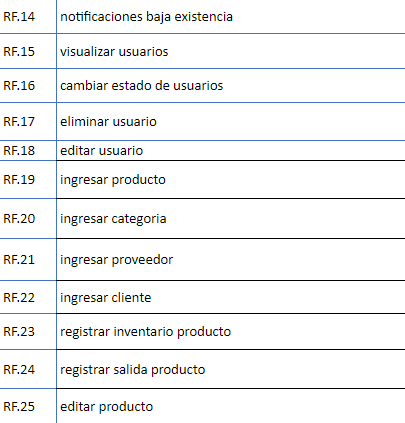 RF.14 notificaciones baja existencia
RF.15 visualizar usuarios
RF.16 cambiar estado de usuarios
RF.17 eliminar usuario
RF.18 editar usuario
RF.19 ingresar producto
RF.20 ingresar categoria
RF.21 ingresar proveedor
RF.22 ingresar cliente
RF.23 registrar inventario producto
RF.24 registrar salida producto
RF.25 editar producto